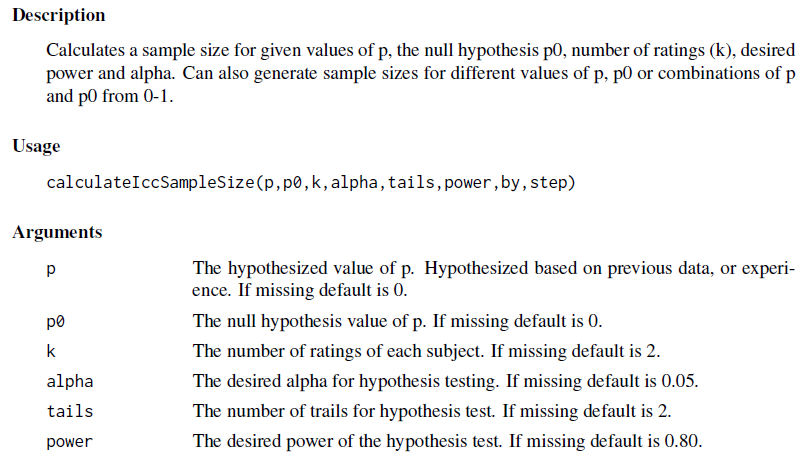 Description
Calculates a sample size for given values of p, the null hypothesis p0, number of ratings (k), desired
power and alpha. Can also generate sample sizes for different values of p, p0 or combinations of p
and p0 from 0-1.
Usage
calculateIccSampleSize(p,p0,k,alpha,tails,power,by,step)
Arguments
p The hypothesized value of p. Hypothesized based on previous data, or experi-
ence. If missing default is 0.
p0 The null hypothesis value of p. If missing default is 0.
k The number of ratings of each subject. If missing default is 2.
alpha The desired alpha for hypothesis testing. If missing default is 0.05.
tails The number of trails for hypothesis test. If missing default is 2.
power The desired power of the hypothesis test. If missing default is 0.80.